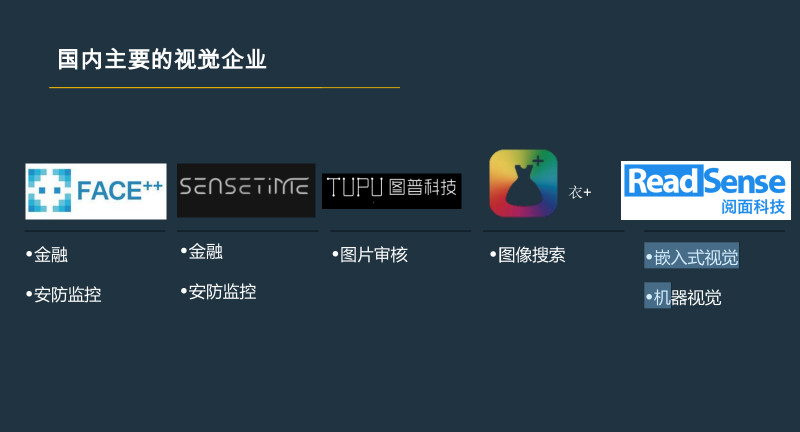 国内主要的视觉企业
FACE++
SENSETIME
TUPU 图普科技
衣+
ReadSense
阅面科技
•金融
•安防监控
•金融
•安防监控
•图片审核
•图像搜索
•嵌入式视觉
•机器视觉